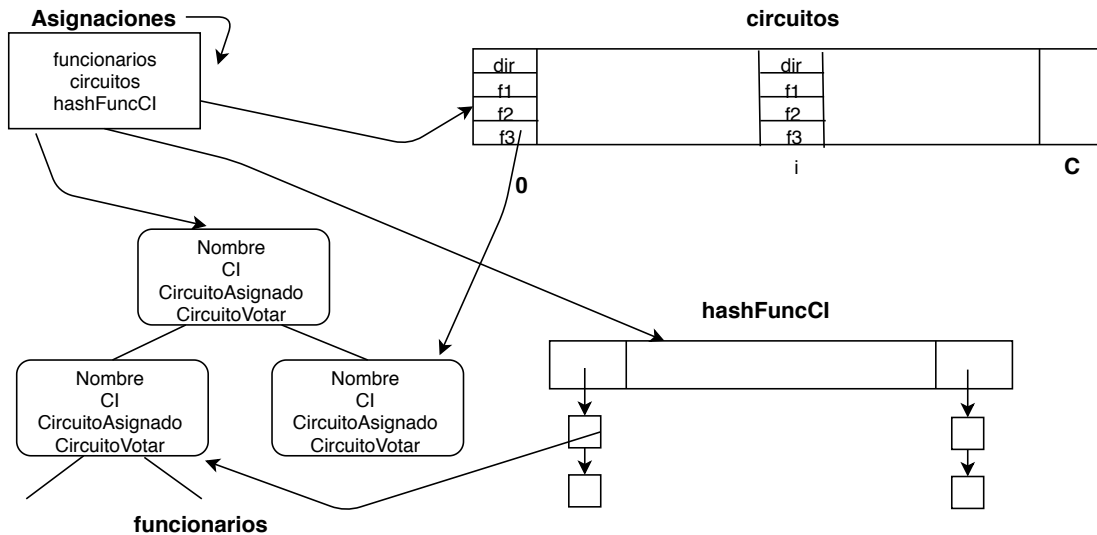 Asignaciones
funcionarios
circuitos
hashFuncCI
circuitos
dir
f1
f2
f3
dir
f1
f2
f3
0
i
C
Nombre
CI
CircuitoAsignado
CircuitoVotar
Nombre
CI
CircuitoAsignado
CircuitoVotar
Nombre
CI
CircuitoAsignado
CircuitoVotar
funcionarios
hashFuncCI